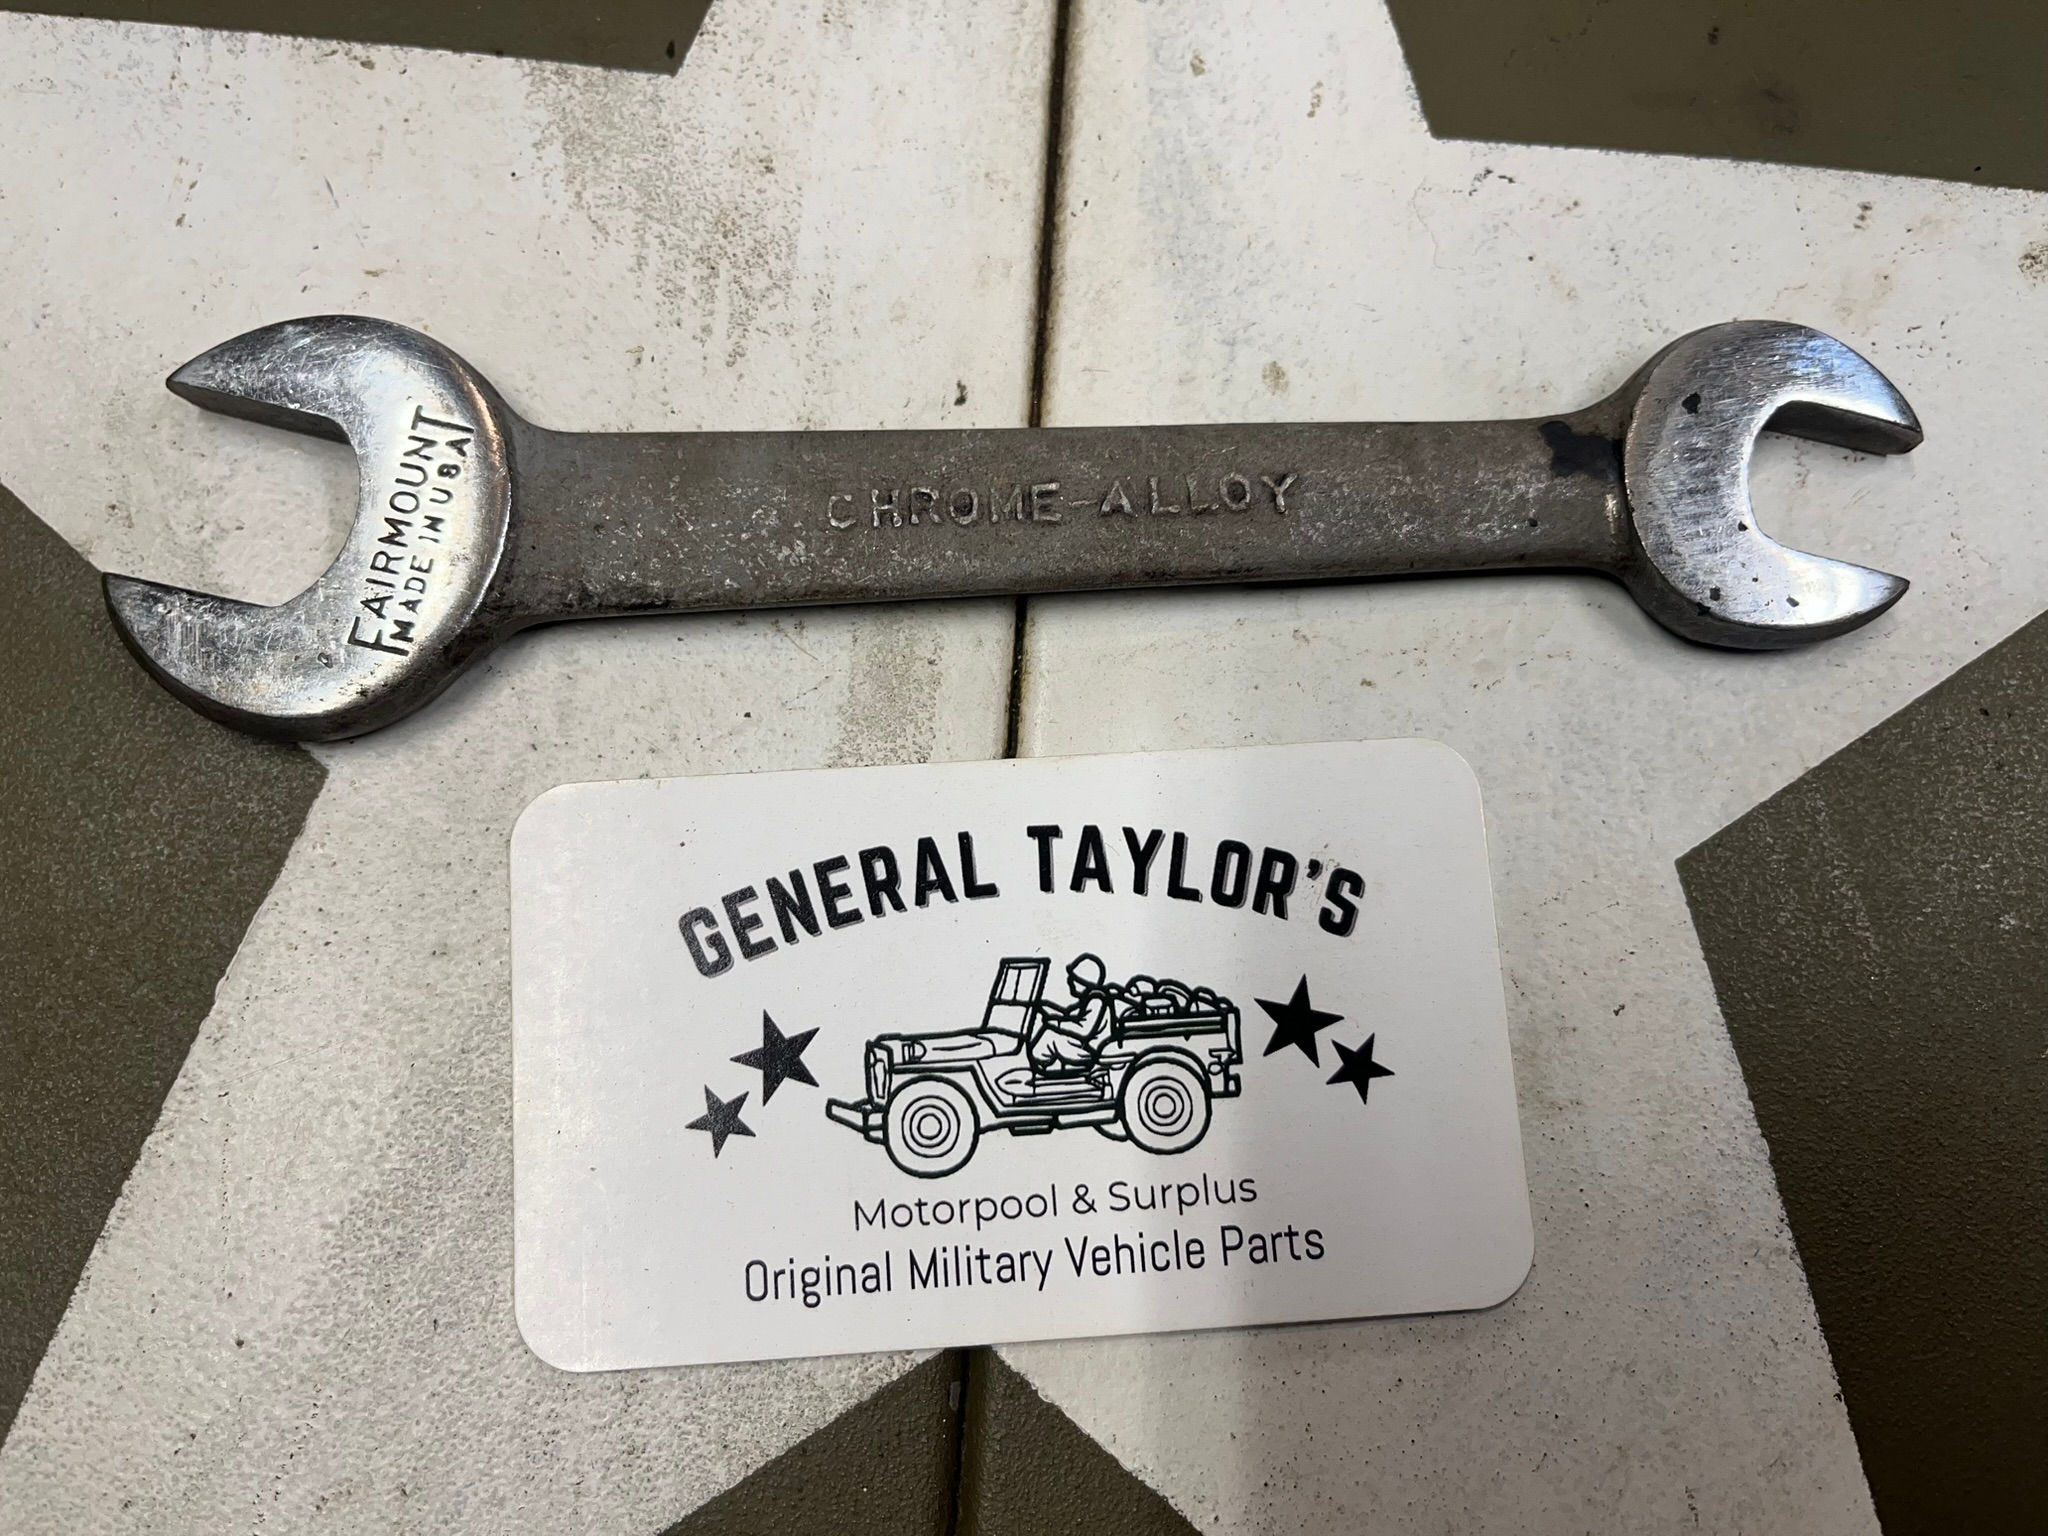 FAIRMOUNT
MADE IN USA
CHROME-ALLOY
GENERAL TAYLOR'S
Motorpool & Surplus
Original Military Vehicle Parts